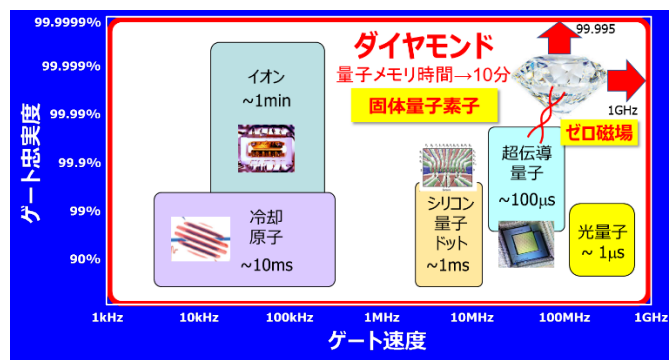 99.9999%
99.999%
99.99%
99.9%
99%
90%
ゲート忠実度
イオン
~1min
冷却
原子
~10ms
ダイヤモンド
量子メモリ時間→10分
固体量子素子
99.995
1GHz
ゼロ磁場
シリコン
量子
ドット
~1ms
超伝導
量子
~100μs
光量子
~ 1μs
1kHz 10kHz 100kHz 1MHz 10MHz 100MHz 1GHz
ゲート速度